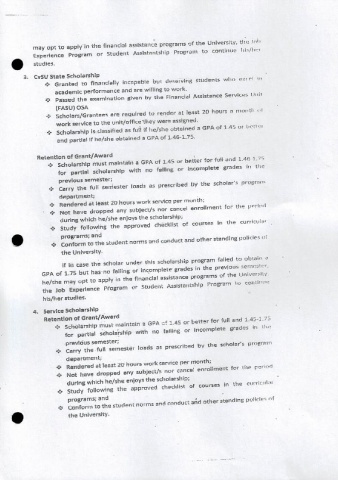 may opt to apply in the financial assistance programs of the University, the Job
Experience Program or Student Assistantship Program to continue his/her
studies.
3. CvSU State Scholarship
❖ Granted to financially incapable but deserving students who excel in
academic performance and are willing to work.
❖ Passed the examination given by the Financial Assistance Services Unit
(FASU) OSA
❖ Scholars/Grantees are required to render at least 20 hours a month of
work service to the unit/office they were assigned.
❖ Scholarship is classified as full if he/she obtained a GPA of 1.45 or better
and partial if he/she obtained a GPA of 1.46-1.75.
Retention of Grant/Award
❖ Scholarship must maintain a GPA of 1.45 or better for full and 1.46-1.75
for partial scholarship with no failing or incomplete grades in the
previous semester;
❖ Carry the full semester loads as prescribed by the scholar's program
department;
❖ Rendered at least 20 hours work service per month;
❖ Not have dropped any subject/s nor cancel enrollment for the period
during which he/she enjoys the scholarship;
❖ Study following the approved checklist of courses in the curricular
programs; and
❖ Conform to the student norms and conduct and other standing policies of
the University.
If in case the scholar under this scholarship program failed to obtain a
GPA of 1.75 but has no failing or incomplete grades in the previous semester,
he/she may opt to apply in the financial assistance programs of the University
the Job Experience Program or Student Assistantship Program to continue
his/her studies.
4. Service Scholarship
Retention of Grant/Award
❖ Scholarship must maintain a GPA of 1.45 or better for full and 1.45-1.75
for partial scholarship with no failing or incomplete grades in the
previous semester;
❖ Carry the full semester loads as prescribed by the scholar's program
department;
❖ Rendered at least 20 hours work service per month;
❖ Not have dropped any subject/s nor cancel enrollment for the period
during which he/she enjoys the scholarship;
❖ Study following the approved checklist of courses in the curricular
programs; and
❖ Conform to the student norms and conduct and other standing policies of
the University.